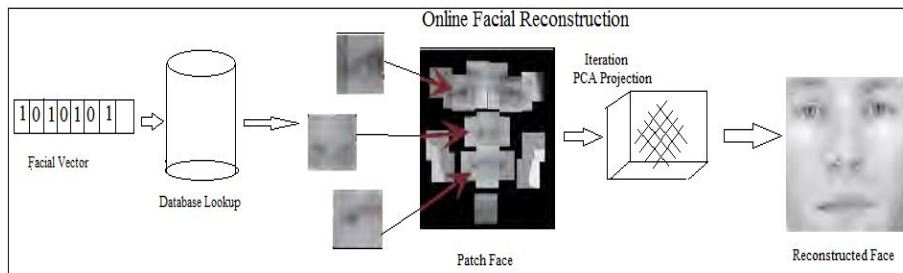 Online Facial Reconstruction
Iteration
PCA Projection
1 0 1 0 1 0 1
Facial Vector
Database Lookup
Patch Face
Reconstructed Face